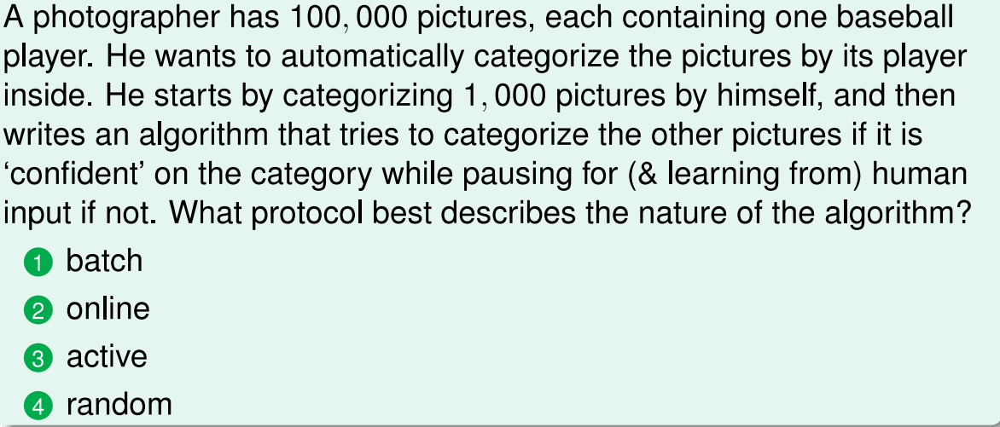 A photographer has 100, 000 pictures, each containing one baseball
player. He wants to automatically categorize the pictures by its player
inside. He starts by categorizing 1, 000 pictures by himself, and then
writes an algorithm that tries to categorize the other pictures if it is
‘confident’ on the category while pausing for (& learning from) human
input if not. What protocol best describes the nature of the algorithm?
1 batch
2 online
3 active
4 random